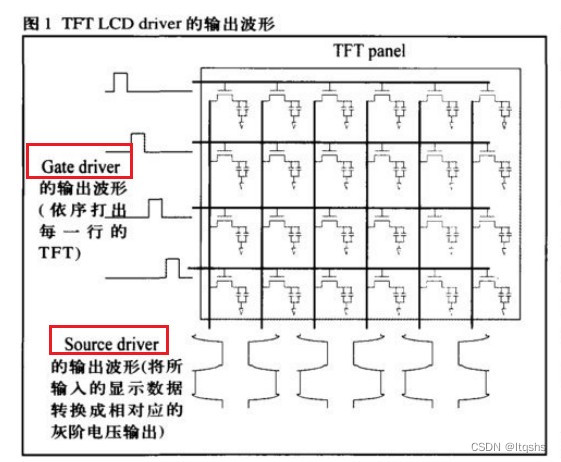 图 1 TFT LCD driver 的输出波形
TFT panel
Gate driver
的输出波形
(依序打出
每一行的
TFT)
Source driver
的输出波形(将所
输入的显示数据
转换成相对应的
灰阶电压输出)
CSDN @ltqshs